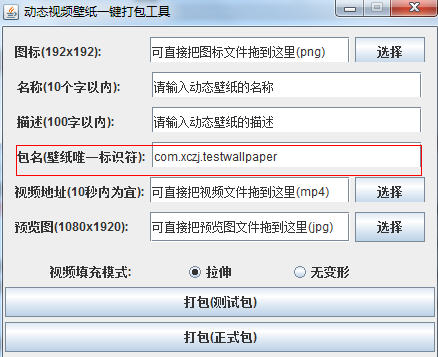 动态视频壁纸一键打包工具
图标(192x192): 可直接把图标文件拖到这里(png) 选择
名称(10个字以内): 请输入动态壁纸的名称
描述(100字以内): 请输入动态壁纸的描述
包名(壁纸唯一标识符): com.xczj.testwallpaper
视频地址(10秒内为宜): 可直接把视频文件拖到这里(mp4) 选择
预览图(1080x1920): 可直接把预览图文件拖到这里(jpg) 选择
视频填充模式: 拉伸 无变形
打包(测试包)
打包(正式包)